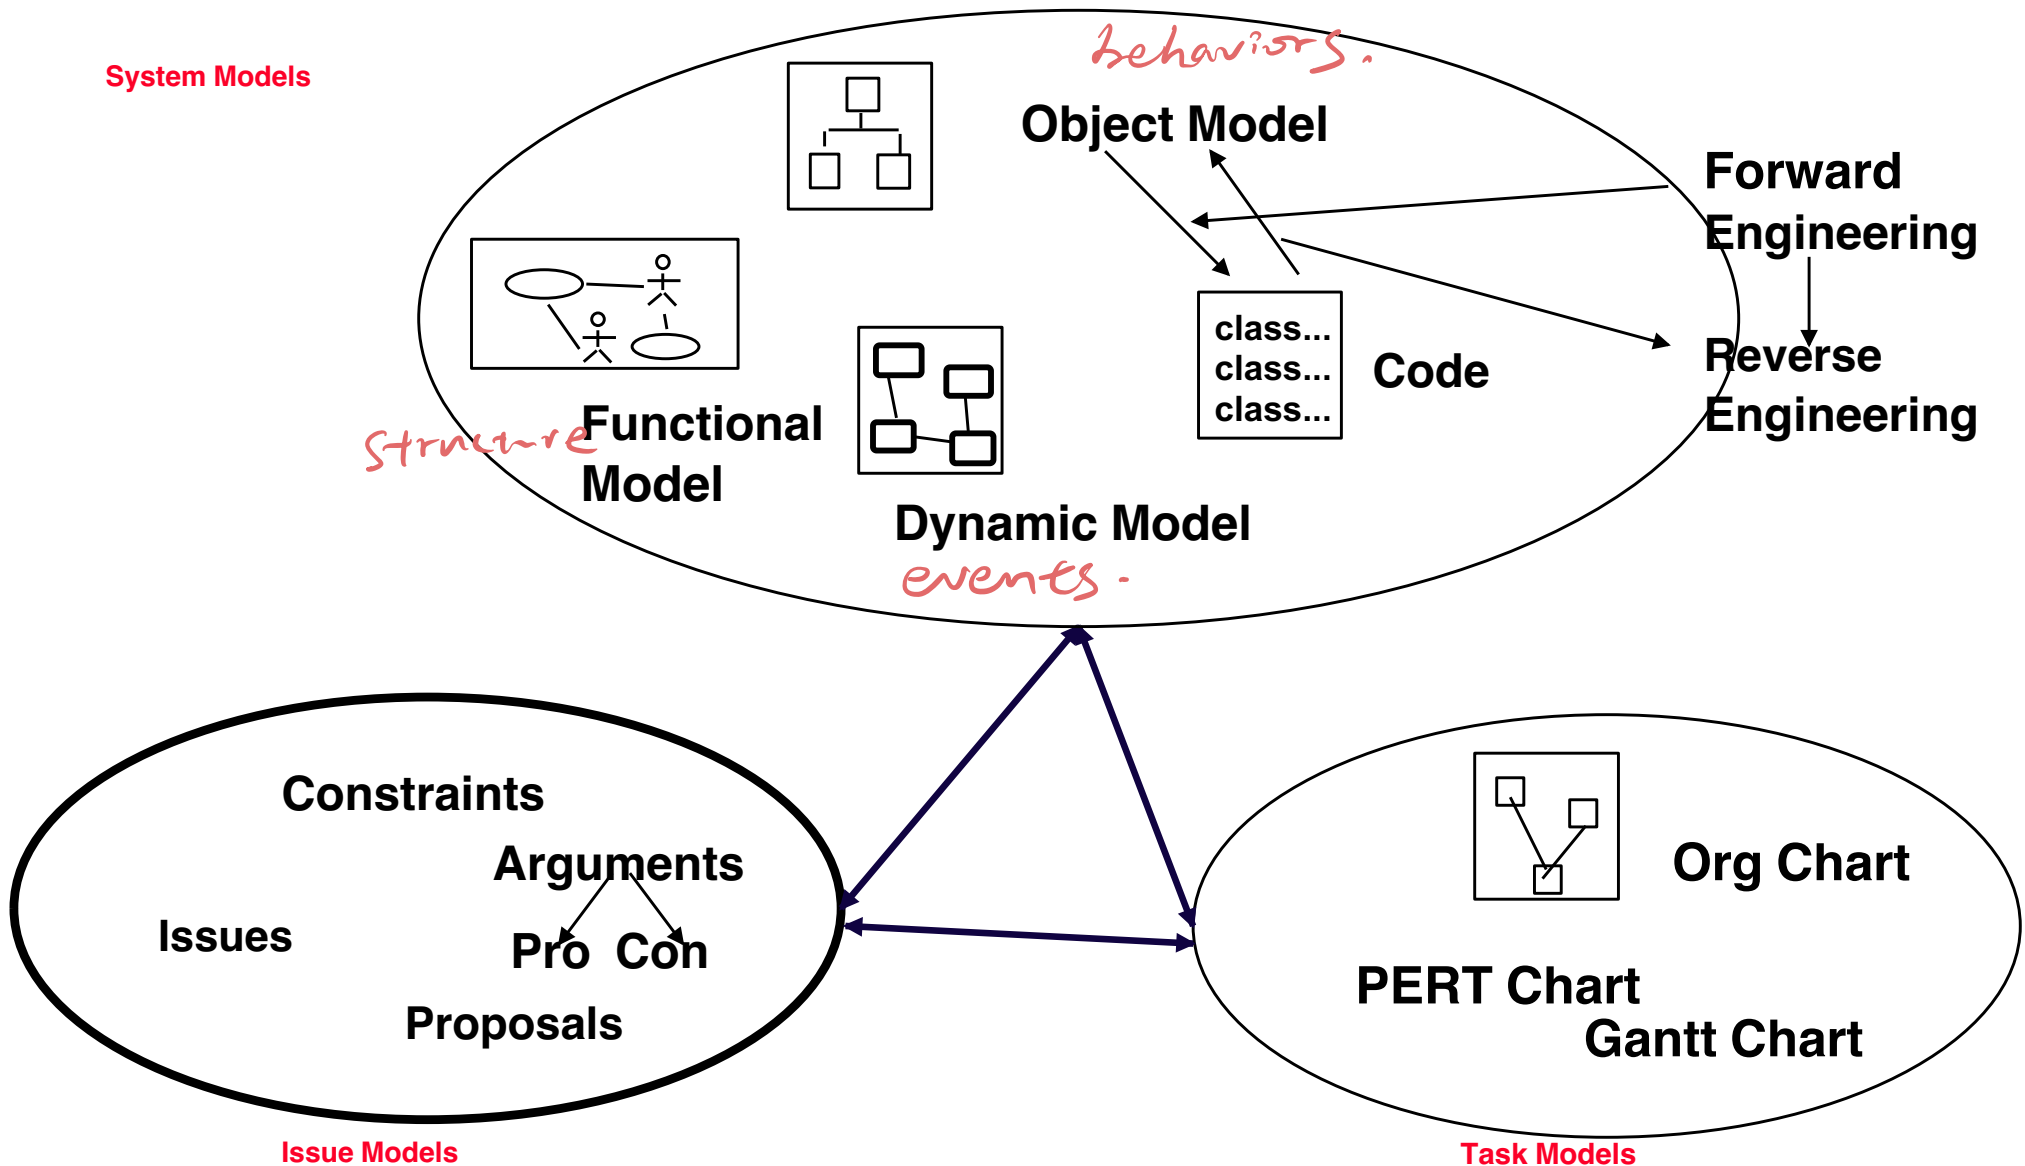 behaviors.
System Models
Object Model
Forward
Engineering
class...
class...
class...
Code
Reverse
Engineering
structure
Functional
Model
Dynamic Model
events.
Constraints
Arguments
Issues
Pro Con
Proposals
Org Chart
PERT Chart
Gantt Chart
Issue Models
Task Models